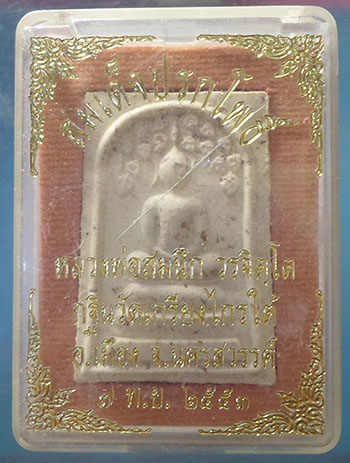 สมเด็จปรกโพธิ์
หลวงพ่อสมนึก วรจิตโต
กฐินวัดเกรียงไกรใต้
อ.เมือง จ.นครสวรรค์
๗ พ.ย. ๒๕๕๓